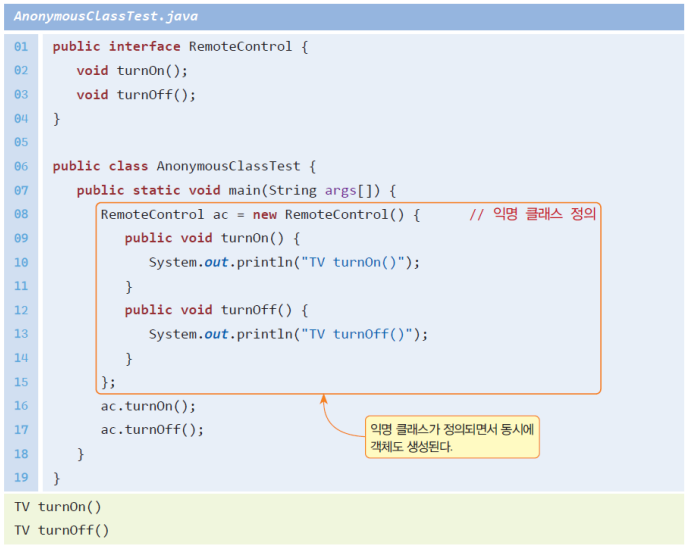 AnonymousClassTest.java
01 public interface RemoteControl {
02 void turnOn();
03 void turnOff();
04 }
05
06 public class AnonymousClassTest {
07 public static void main(String args[]) {
08 RemoteControl ac = new RemoteControl() { // 익명 클래스 정의
09 public void turnOn() {
10 System.out.println("TV turnOn()");
11 }
12 public void turnOff() {
13 System.out.println("TV turnOff()");
14 }
15 };
16 ac.turnOn();
17 ac.turnOff();
18 }
19 }
익명 클래스가 정의되면서 동시에
객체도 생성된다.
TV turnOn()
TV turnOff()